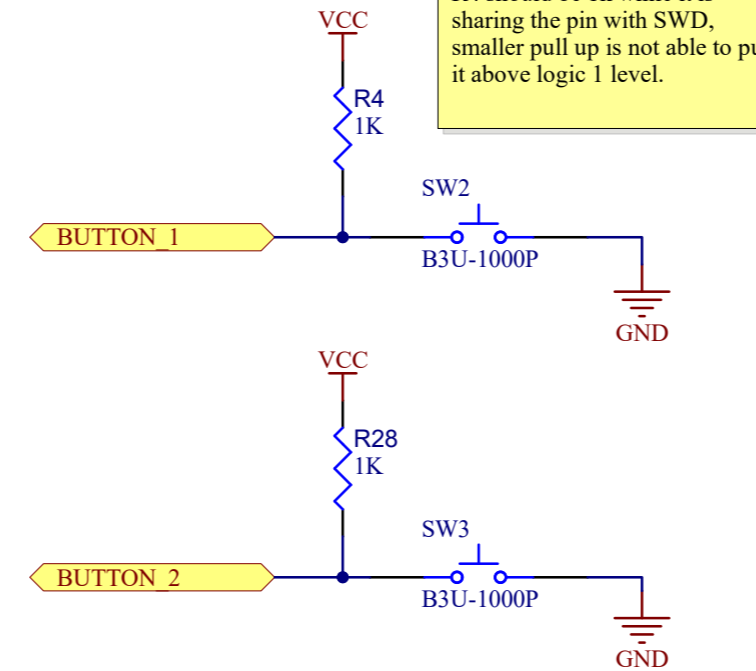 sharing the pin with SWD,
smaller pull up is not able to
it above logic 1 level.
VCC
R4
1K
SW2
BUTTON_1
B3U-1000P
GND
VCC
R28
1K
SW3
BUTTON_2
B3U-1000P
GND